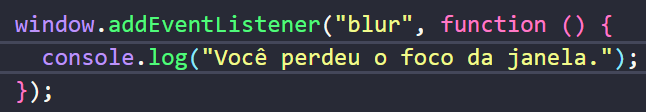 window.addEventListener("blur", function () {
  console.log("Você perdeu o foco da janela.");
});